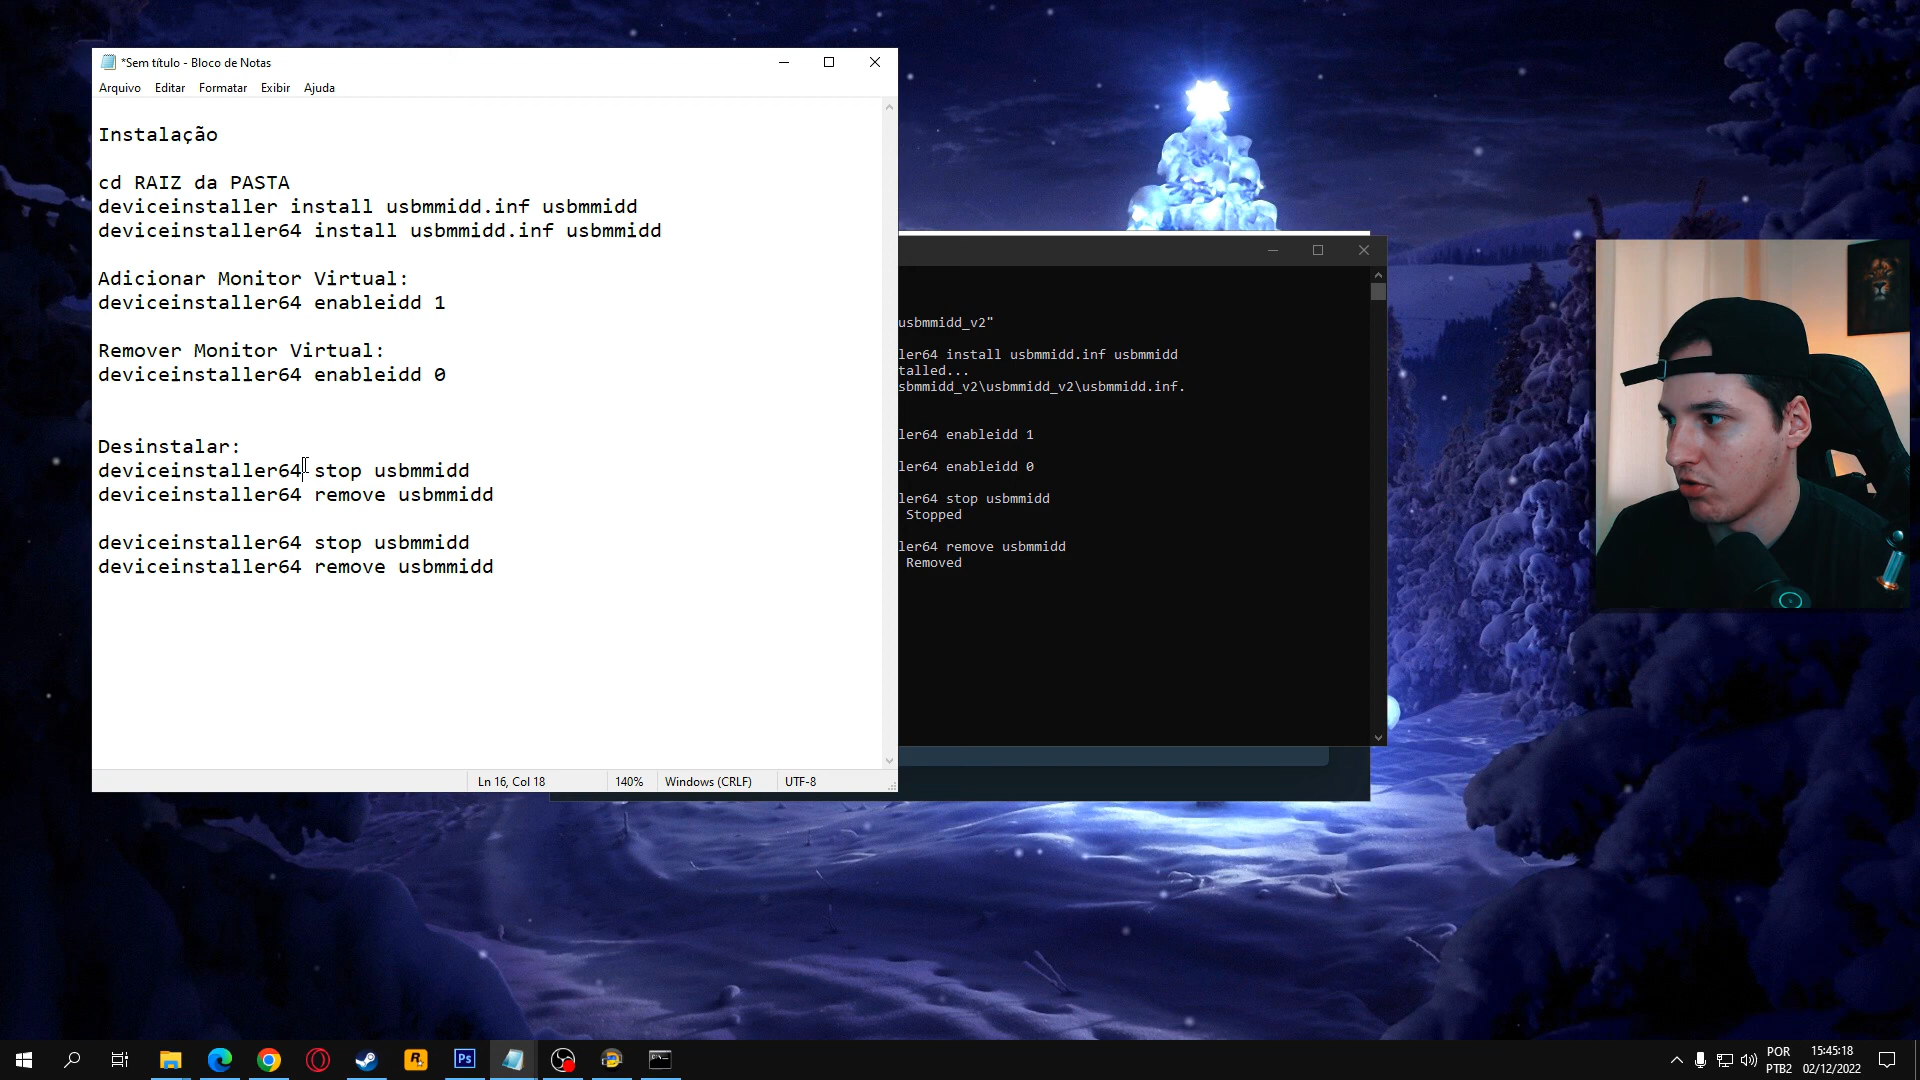 *Sem título - Bloco de Notas
Arquivo Editar Formatar Exibir Ajuda
Instalação
cd RAIZ da PASTA
deviceinstaller install usbmmidd.inf usbmmidd
deviceinstaller64 install usbmmidd.inf usbmmidd
Adicionar Monitor Virtual:
deviceinstaller64 enableidd 1
Remover Monitor Virtual:
deviceinstaller64 enableidd 0
Desinstalar:
deviceinstaller64 stop usbmmidd
deviceinstaller64 remove usbmmidd
deviceinstaller64 stop usbmmidd
deviceinstaller64 remove usbmmidd
Ln 16, Col 18 140% Windows (CRLF) UTF-8
usbmmidd_v2"
ler64 install usbmmidd.inf usbmmidd
talled...
sbmmidd_v2\usbmmidd_v2\usbmmidd.inf.
ler64 enableidd 1
ler64 enableidd 0
ler64 stop usbmmidd
Stopped
ler64 remove usbmmidd
Removed
Ps
POR
PTB2
15:45:18
02/12/2022